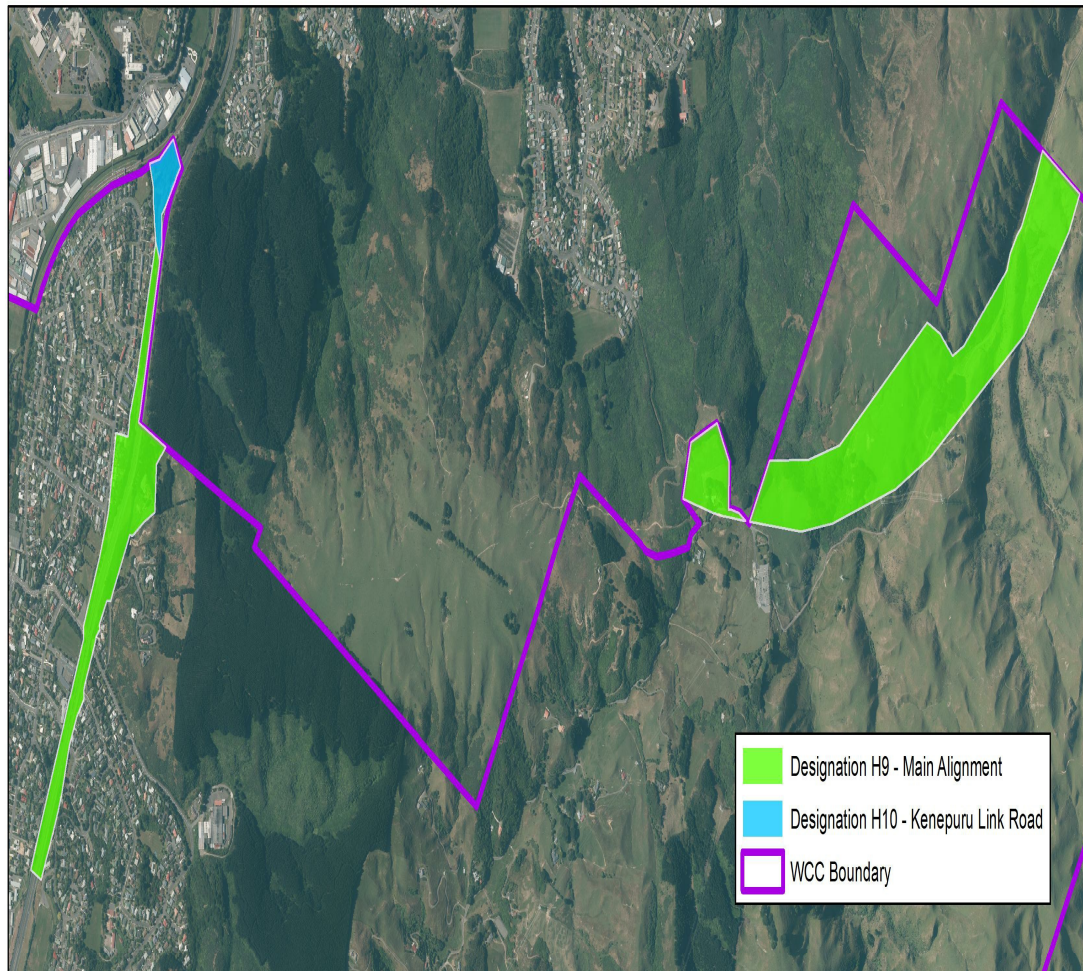 Designation H9 - Main Alignment
Designation H10 - Kenepuru Link Road
WCC Boundary